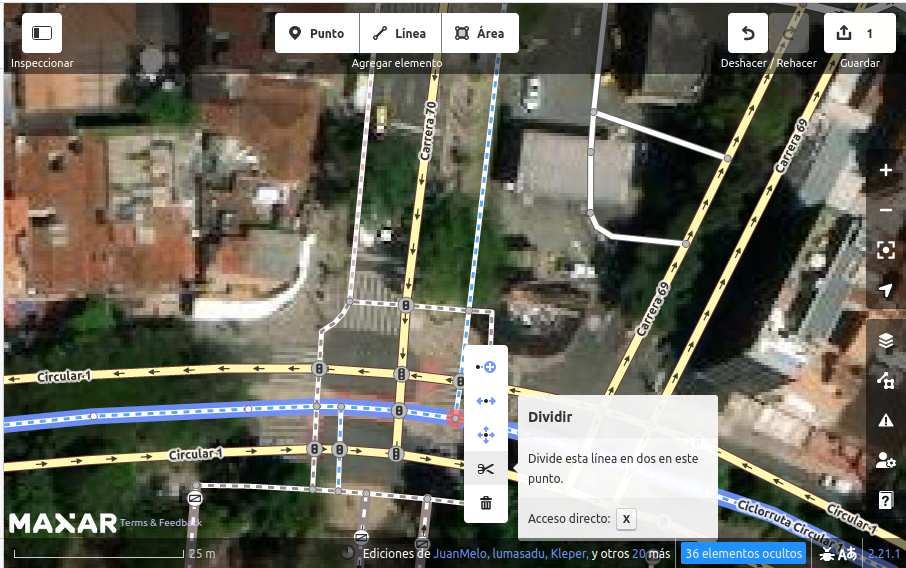 Punto
Línea
Área
1
Inspeccionar
Agregar elemento
Deshacer
Rehacer
Guardar
Carrera 70
Carrera 69
Carrera 69
Circular 1
Circular 1
Dividir
Divide esta línea en dos en este
punto.
Acceso directo: X
Ciclorruta Circular 1
Circular 1
MAXAR Terms & Feedback
25 m
Ediciones de JuanMelo, lumasadu, Kleper, y otros 20 más
36 elementos ocultos
2.21.1